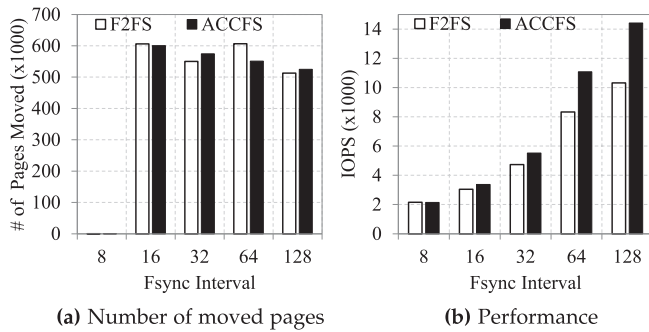 F2FS ACCFS
# of Pages Moved (x1000)
700
600
500
400
300
200
100
0
8 16 32 64 128
Fsync Interval
(a) Number of moved pages
F2FS ACCFS
IOPS (x1000)
14
12
10
8
6
4
2
0
8 16 32 64 128
Fsync Interval
(b) Performance